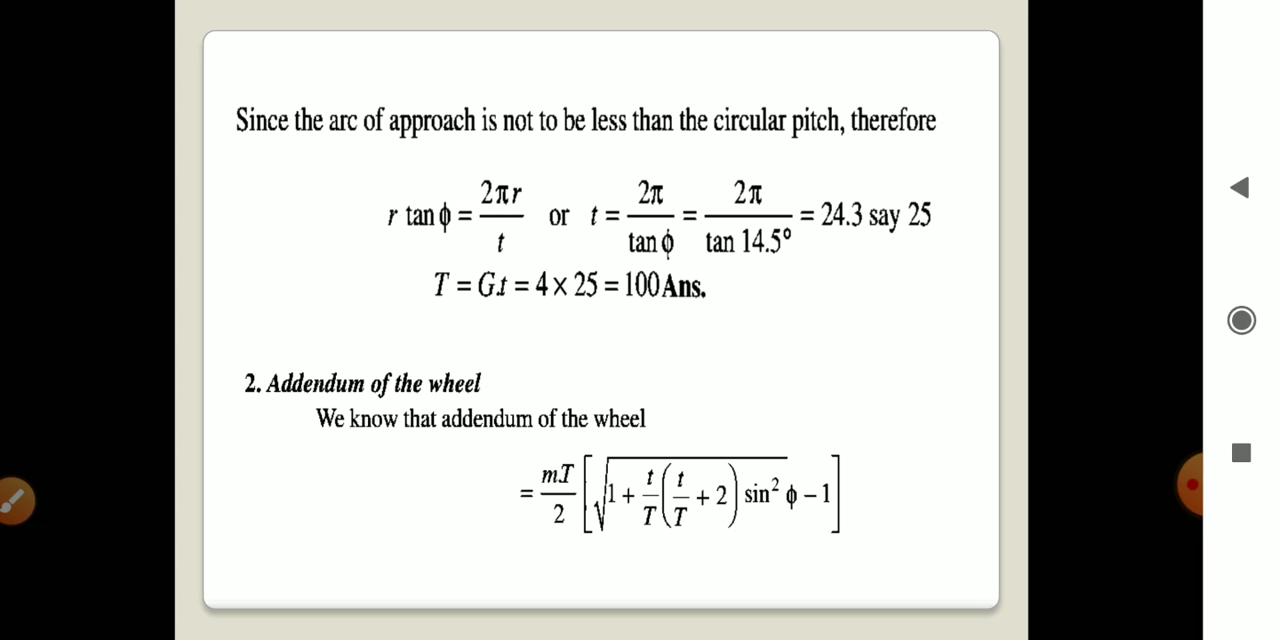 Since the arc of approach is not to be less than the circular pitch, therefore
r tan ϕ = 2πr / t or t = 2π / tan ϕ = 2π / tan 14.5° = 24.3 say 25
T = G.t = 4 × 25 = 100 Ans.
2. Addendum of the wheel
We know that addendum of the wheel
= m.T / 2 [ √ 1 + t / T ( t / T + 2 ) sin² ϕ – 1 ]